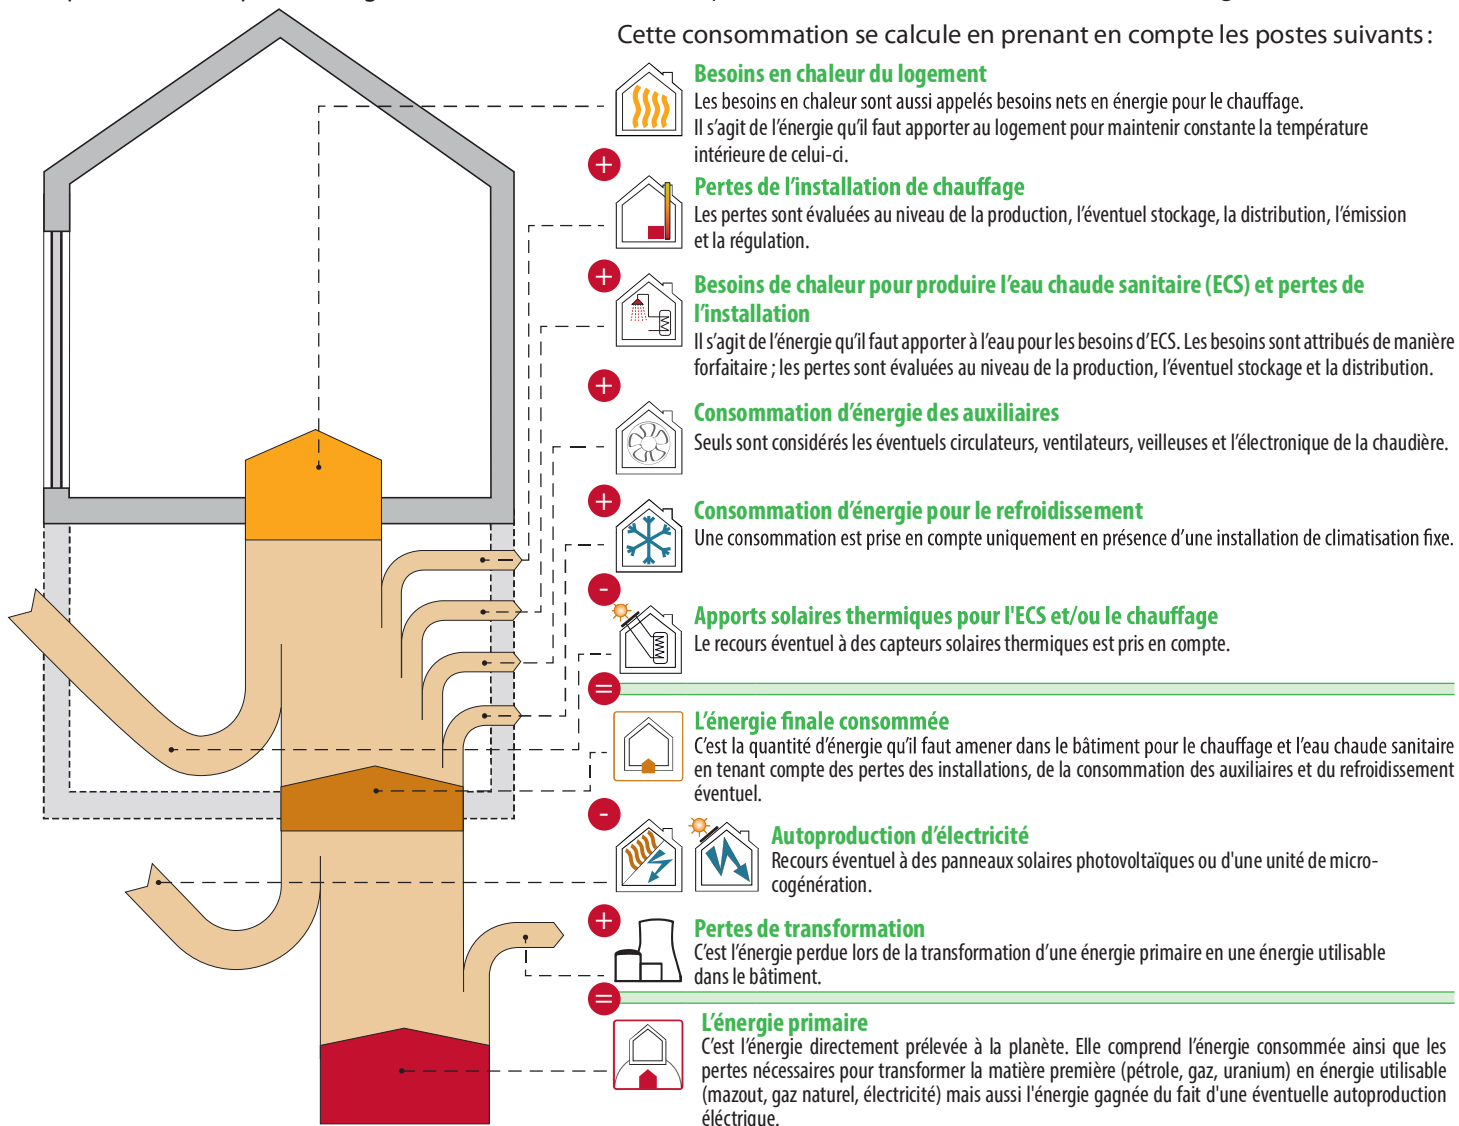 Cette consommation se calcule en prenant en compte les postes suivants :
Besoins en chaleur du logement
Les besoins en chaleur sont aussi appelés besoins nets en énergie pour le chauffage.
Il s’agit de l’énergie qu’il faut apporter au logement pour maintenir constante la température
intérieure de celui-ci.
+
Pertes de l’installation de chauffage
Les pertes sont évaluées au niveau de la production, l’éventuel stockage, la distribution, l’émission
et la régulation.
+
Besoins de chaleur pour produire l’eau chaude sanitaire (ECS) et pertes de
l’installation
Il s’agit de l’énergie qu’il faut apporter à l’eau pour les besoins d’ECS. Les besoins sont attribués de manière
forfaitaire ; les pertes sont évaluées au niveau de la production, l’éventuel stockage et la distribution.
+
Consommation d’énergie des auxiliaires
Seuls sont considérés les éventuels circulateurs, ventilateurs, veilleuses et l’électronique de la chaudière.
+
Consommation d’énergie pour le refroidissement
Une consommation est prise en compte uniquement en présence d’une installation de climatisation fixe.
-
Apports solaires thermiques pour l'ECS et/ou le chauffage
Le recours éventuel à des capteurs solaires thermiques est pris en compte.
=
L’énergie finale consommée
C’est la quantité d’énergie qu’il faut amener dans le bâtiment pour le chauffage et l’eau chaude sanitaire
en tenant compte des pertes des installations, de la consommation des auxiliaires et du refroidissement
éventuel.
-
Autoproduction d’électricité
Recours éventuel à des panneaux solaires photovoltaïques ou d'une unité de micro-
cogénération.
+
Pertes de transformation
C’est l’énergie perdue lors de la transformation d’une énergie primaire en une énergie utilisable
dans le bâtiment.
=
L’énergie primaire
C’est l’énergie directement prélevée à la planète. Elle comprend l’énergie consommée ainsi que les
pertes nécessaires pour transformer la matière première (pétrole, gaz, uranium) en énergie utilisable
(mazout, gaz naturel, électricité) mais aussi l'énergie gagnée du fait d'une éventuelle autoproduction
éléctrique.